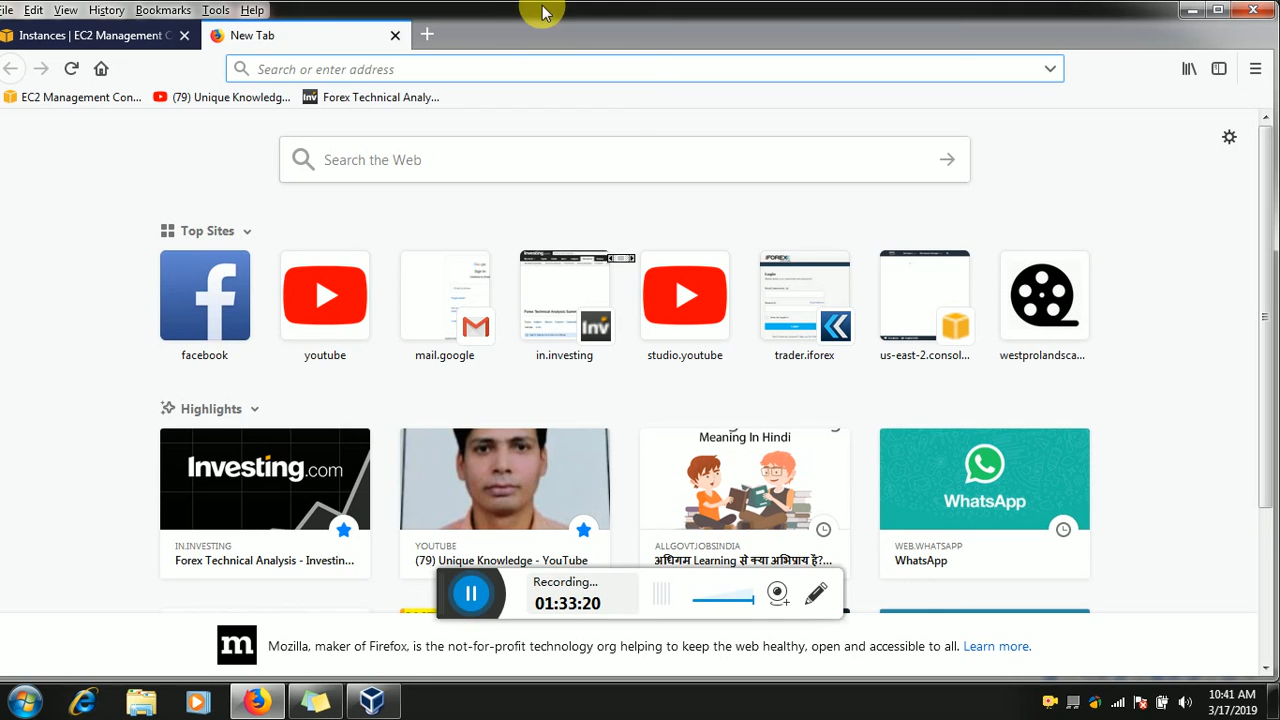 ile Edit View History Bookmarks Tools Help
Instances | EC2 Management C
New Tab
Search or enter address
EC2 Management Con...
(79) Unique Knowledg...
Inv
Forex Technical Analy...
Search the Web
Top Sites
facebook
youtube
mail.google
in.investing
studio.youtube
trader.iforex
us-east-2.consol...
westprolandsca...
Highlights
Investing.com
Meaning In Hindi
WhatsApp
IN.INVESTING
Forex Technical Analysis - Investin...
YOUTUBE
(79) Unique Knowledge - YouTube
ALLGOVTJOBSINDIA
अधिगम Learning से क्या अभिप्राय हैं?...
WEB.WHATSAPP
WhatsApp
Recording...
01:33:20
m
Mozilla, maker of Firefox, is the not-for-profit technology org helping to keep the web healthy, open and accessible to all. Learn more.
10:41 AM
3/17/2019